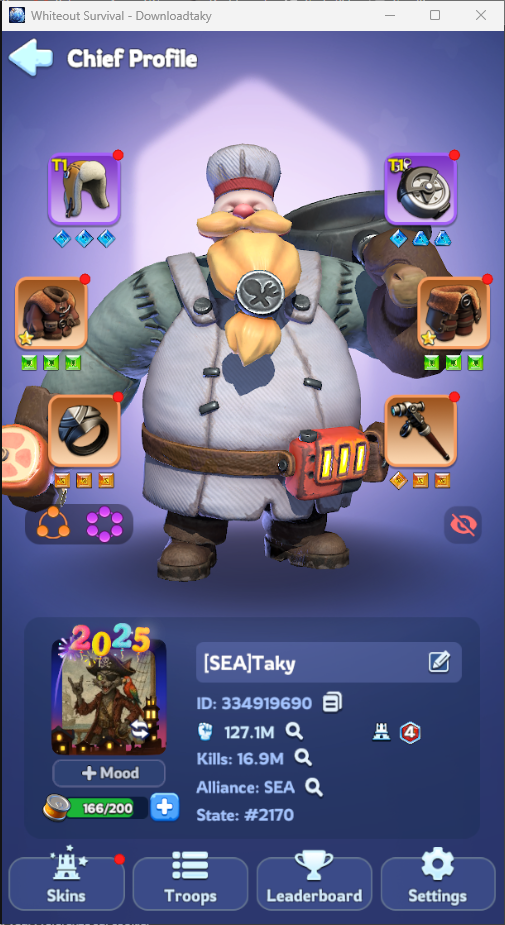 Whiteout Survival - Downloadtaky
Chief Profile
T1
T1
2025
[SEA]Taky
ID: 334919690
127.1M
4
Kills: 16.9M
+ Mood
Alliance: SEA
166/200
State: #2170
Skins
Troops
Leaderboard
Settings